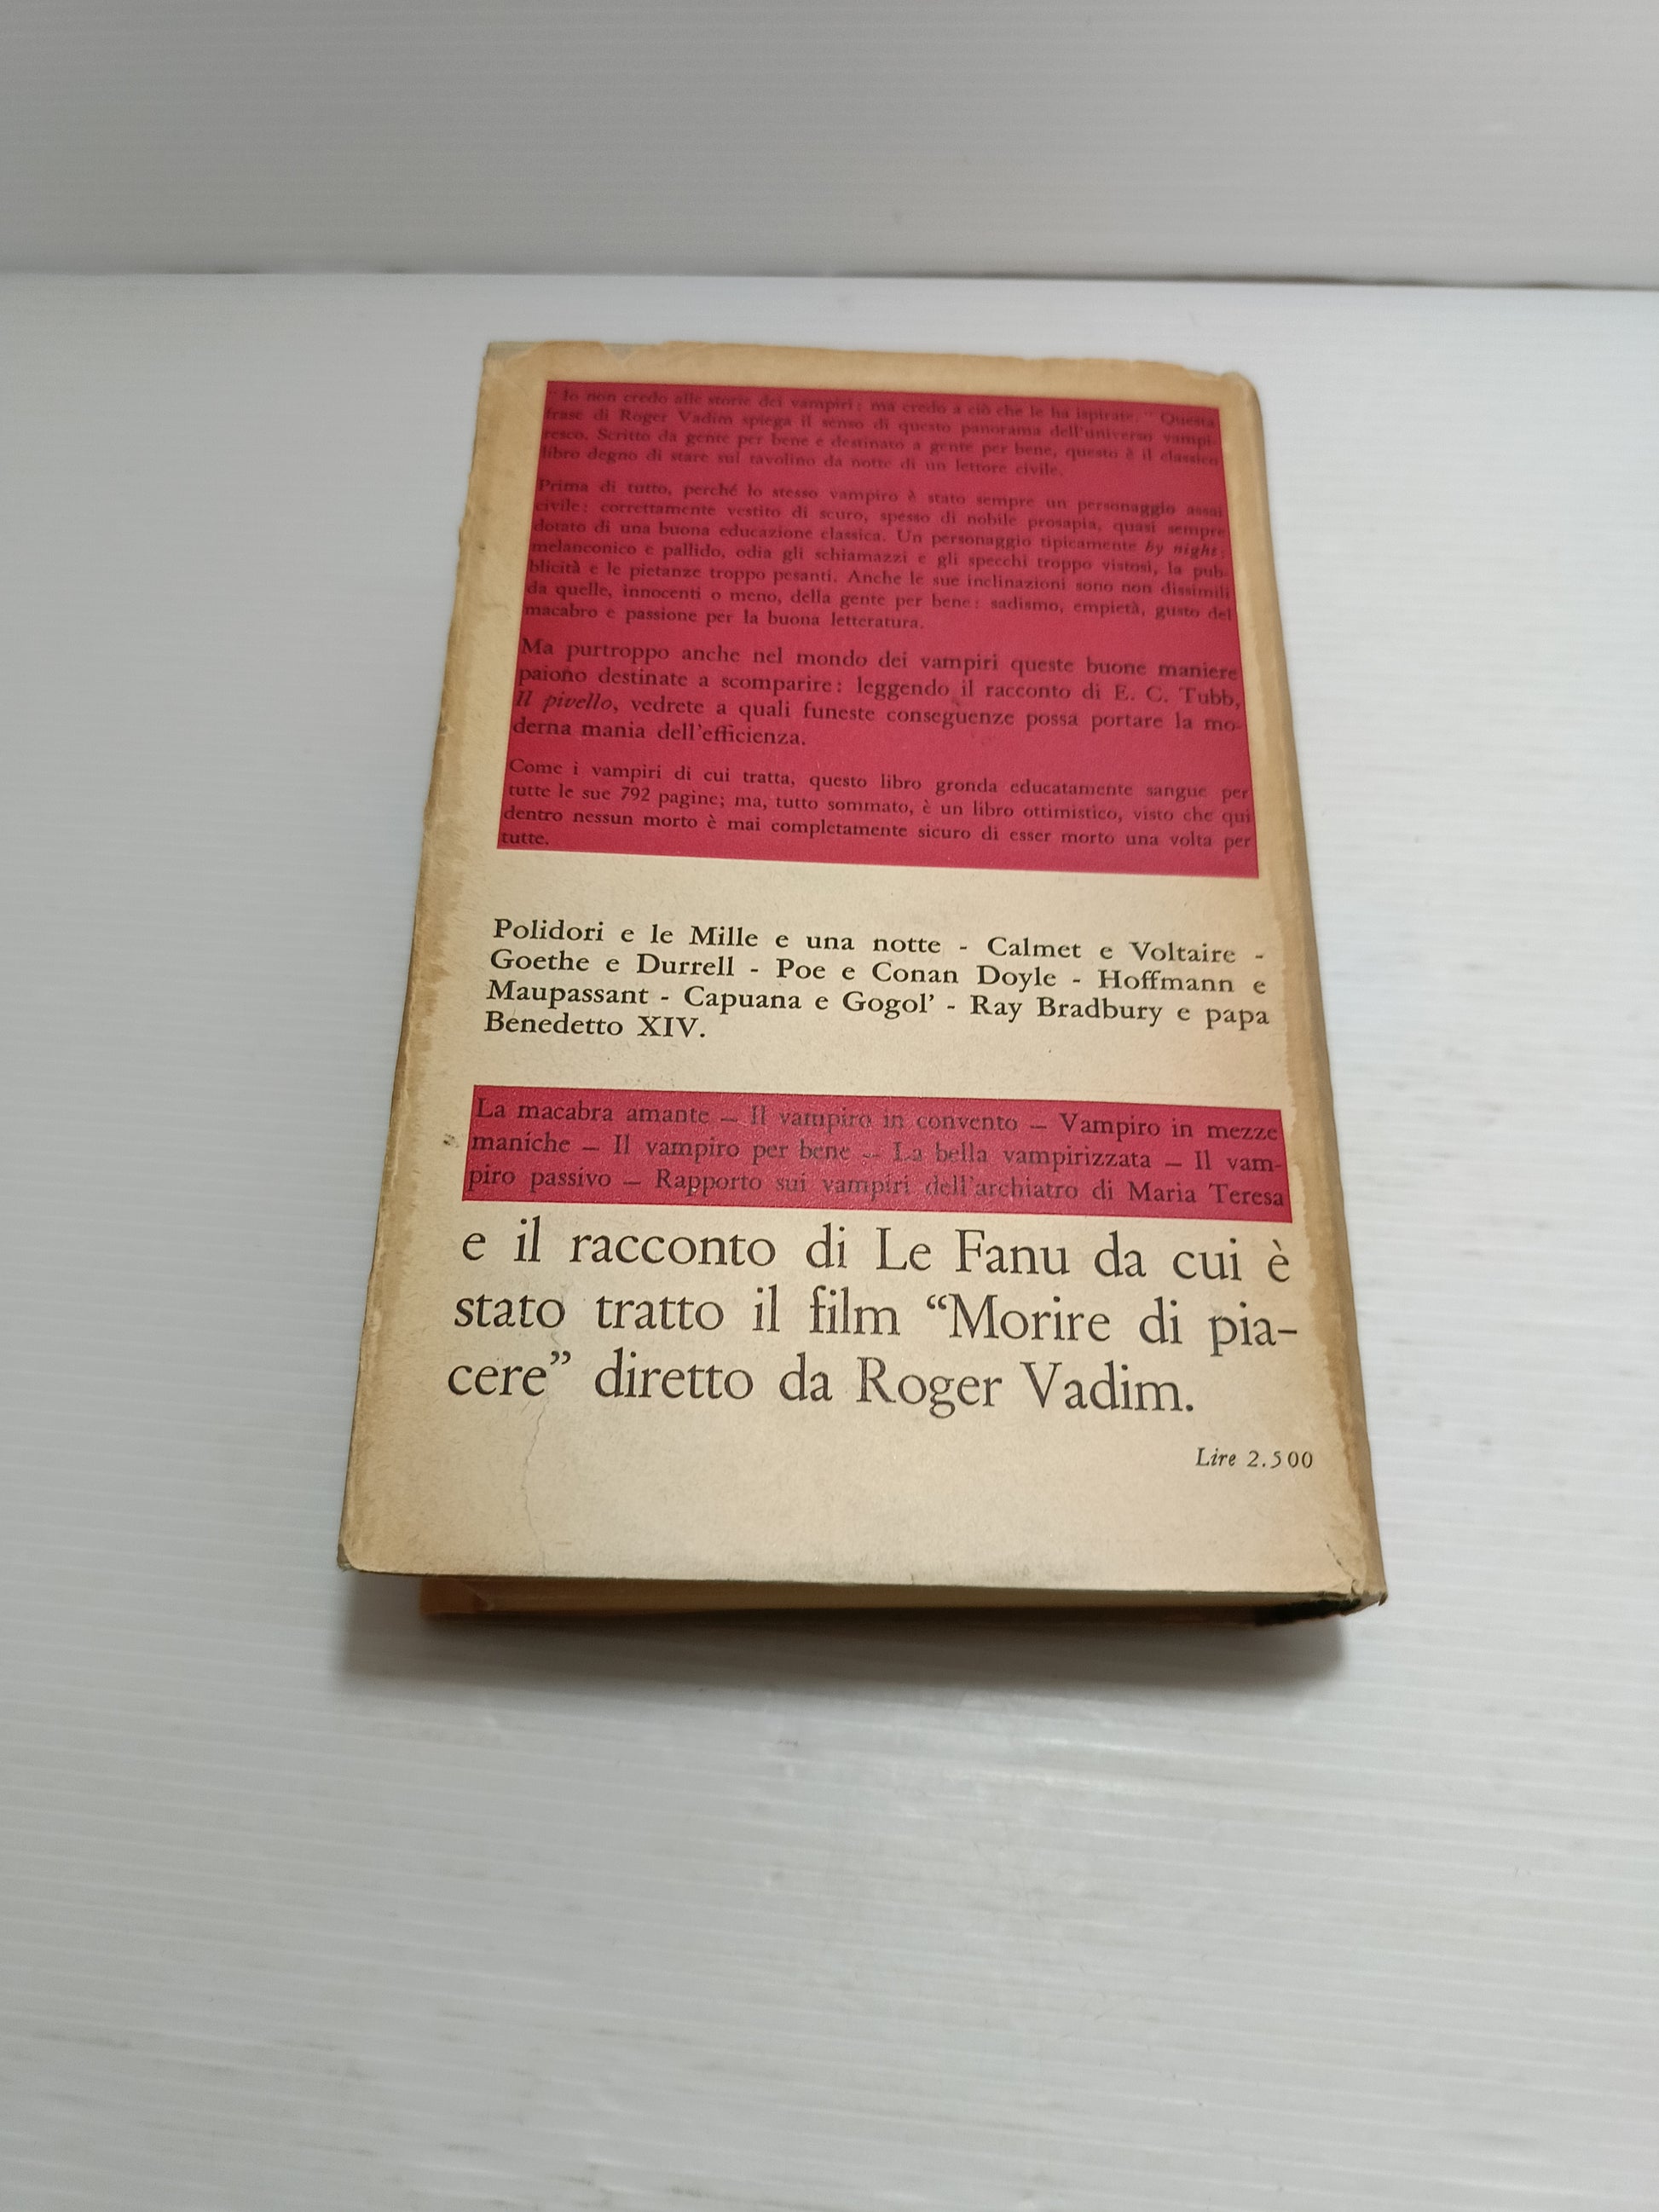 " Io non credo alle storie dei vampiri: ma credo a ciò che le ha ispirate. " Questa
frase di Roger Vadim spiega il senso di questo panorama dell'universo vampi-
resco. Scritto da gente per bene e destinato a gente per bene, questo è il classico
libro degno di stare sul tavolino da notte di un lettore civile.
Prima di tutto, perché lo stesso vampiro è stato sempre un personaggio assai
civile: correttamente vestito di scuro, spesso di nobile prosapia, quasi sempre
dotato di una buona educazione classica. Un personaggio tipicamente by night:
melanconico e pallido, odia gli schiamazzi e gli specchi troppo vistosi, la pub-
blicità e le pietanze troppo pesanti. Anche le sue inclinazioni sono non dissimili
da quelle, innocenti o meno, della gente per bene: sadismo, empietà, gusto del
macabro e passione per la buona letteratura.
Ma purtroppo anche nel mondo dei vampiri queste buone maniere
paiono destinate a scomparire: leggendo il racconto di E. C. Tubb,
Il pivello, vedrete a quali funeste conseguenze possa portare la mo-
derna mania dell'efficienza.
Come i vampiri di cui tratta, questo libro gronda educatamente sangue per
tutte le sue 792 pagine; ma, tutto sommato, è un libro ottimistico, visto che qui
dentro nessun morto è mai completamente sicuro di esser morto una volta per
tutte.
Polidori e le Mille e una notte - Calmet e Voltaire -
Goethe e Durrell - Poe e Conan Doyle - Hoffmann e
Maupassant - Capuana e Gogol' - Ray Bradbury e papa
Benedetto XIV.
La macabra amante — Il vampiro in convento — Vampiro in mezze
maniche — Il vampiro per bene — La bella vampirizzata — Il vam-
piro passivo — Rapporto sui vampiri dell'archiatro di Maria Teresa
e il racconto di Le Fanu da cui è
stato tratto il film “Morire di pia-
cere” diretto da Roger Vadim.
Lire 2.500